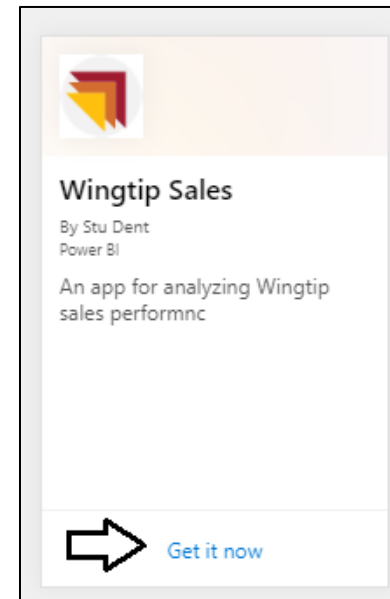 Wingtip Sales
By Stu Dent
Power BI
An app for analyzing Wingtip
sales performnc
Get it now